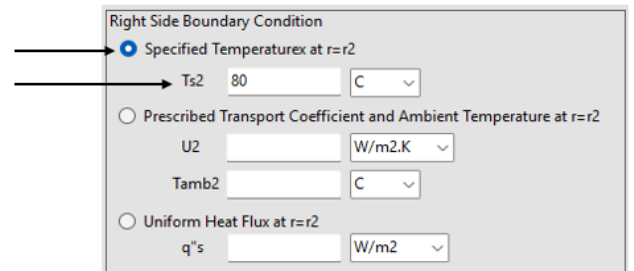 Right Side Boundary Condition
Specified Temperaturex at r=r2
Ts2 80 C
Prescribed Transport Coefficient and Ambient Temperature at r=r2
U2 W/m2.K
Tamb2 C
Uniform Heat Flux at r=r2
q"s W/m2